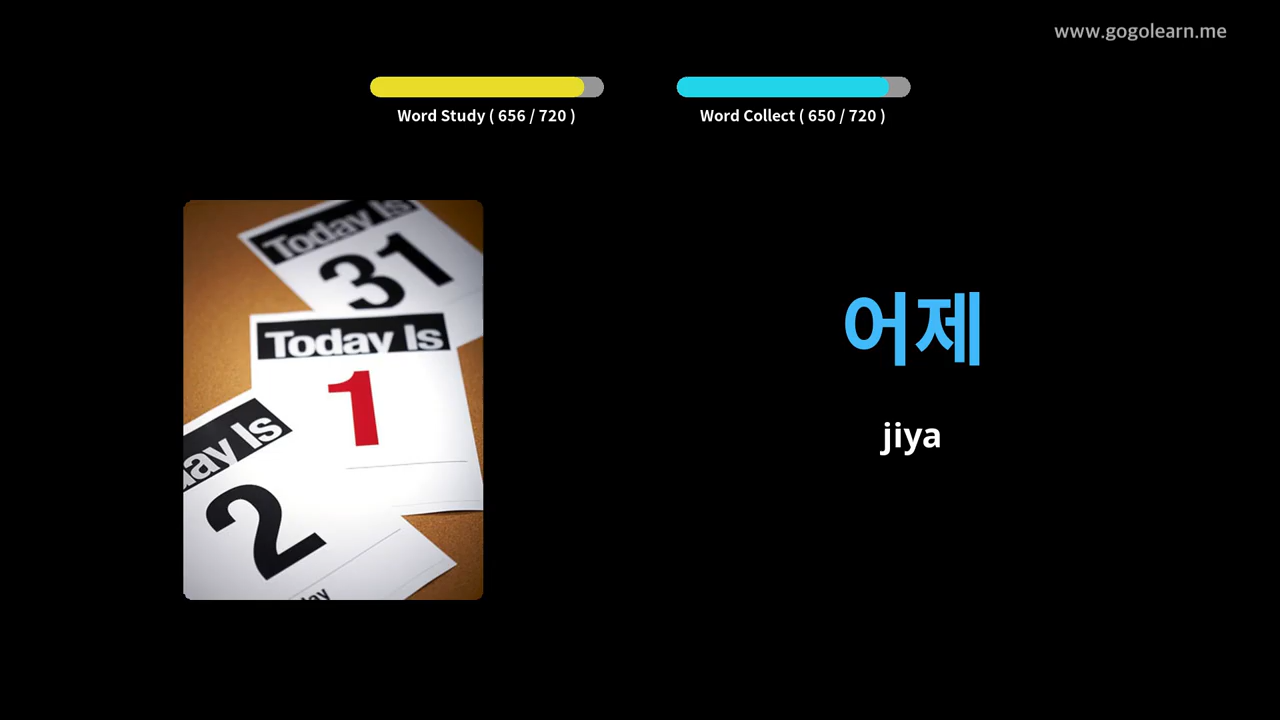 www.gogolearn.me
Word Study ( 656 / 720 )
Word Collect ( 650 / 720 )
Today Is
31
Today Is
1
day Is
2
어제
jiya